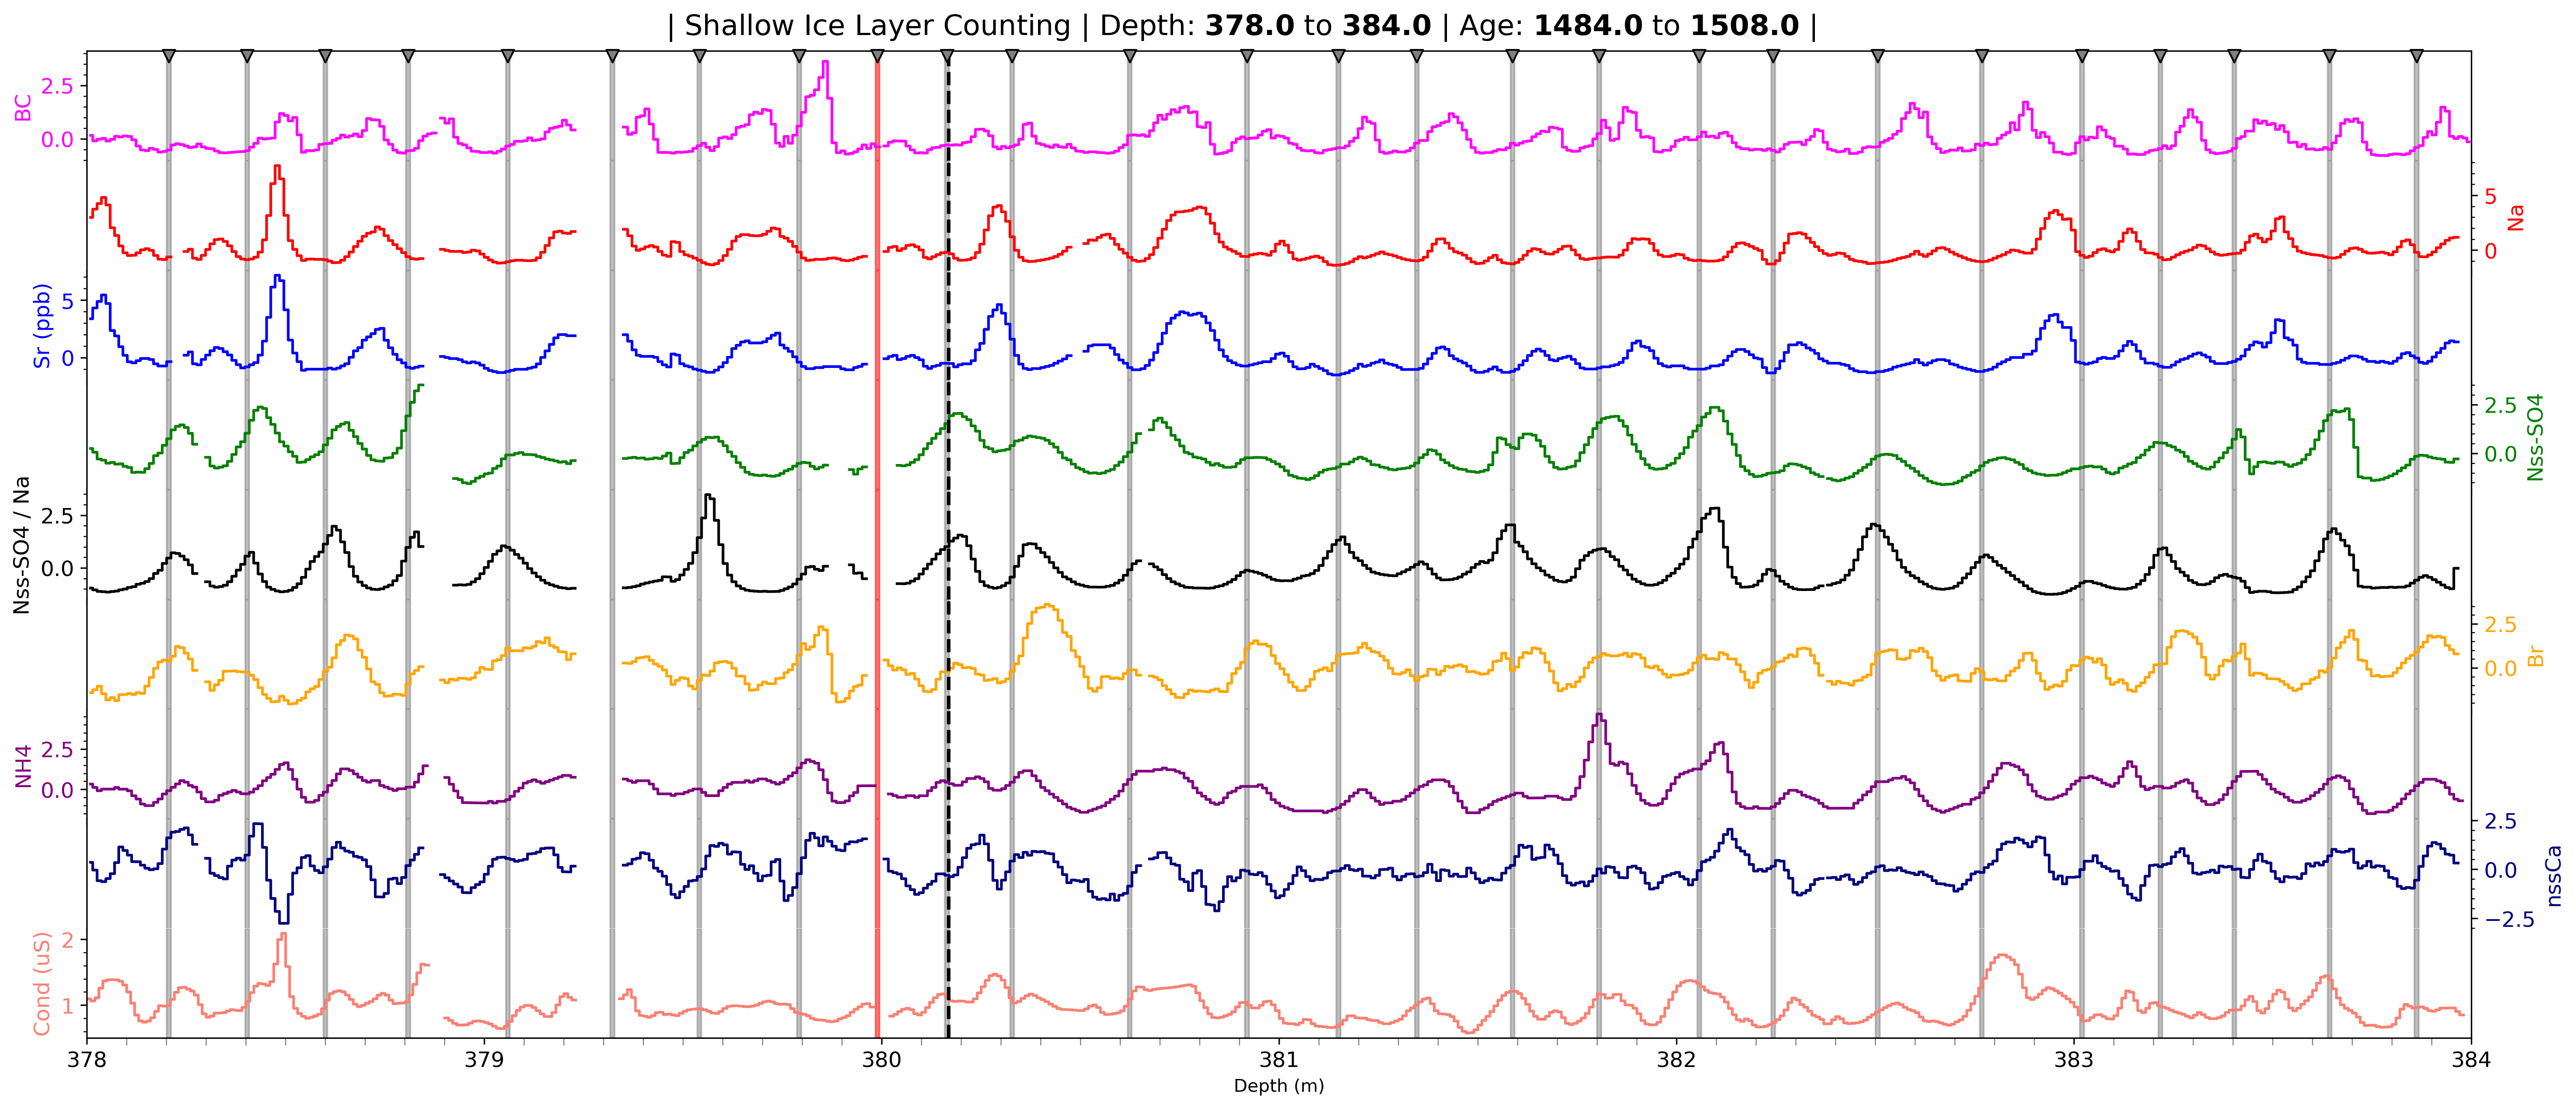 | Shallow Ice Layer Counting | Depth: 378.0 to 384.0 | Age: 1484.0 to 1508.0 |
BC
2.5
0.0
5
0
Na
Sr (ppb)
5
0
2.5
0.0
Nss-SO4
Nss-SO4 / Na
2.5
0.0
2.5
0.0
Br
NH4
2.5
0.0
2.5
0.0
−2.5
nssCa
Cond (uS)
2
1
378 379 380 381 382 383 384
Depth (m)